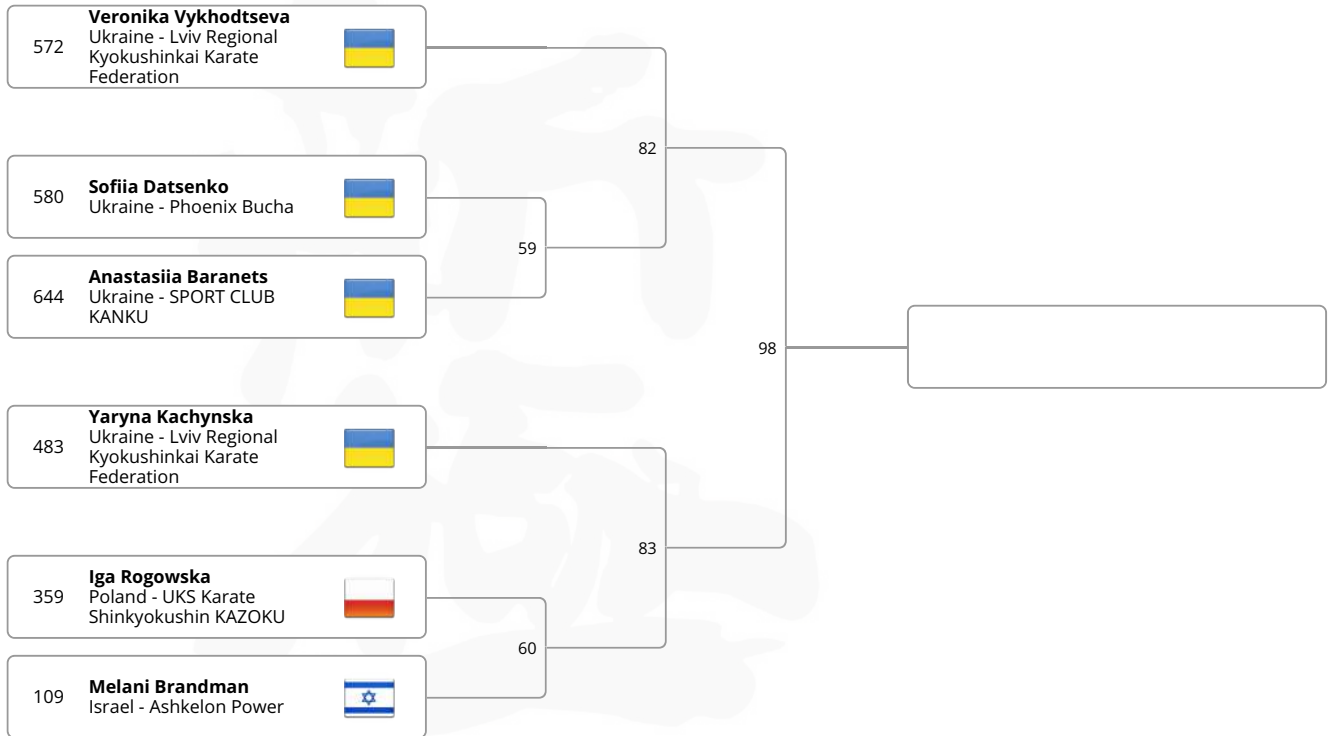 572
Veronika Vykhodtseva
Ukraine - Lviv Regional
Kyokushinkai Karate
Federation
580
Sofiia Datsenko
Ukraine - Phoenix Bucha
644
Anastasiia Baranets
Ukraine - SPORT CLUB
KANKU
483
Yaryna Kachynska
Ukraine - Lviv Regional
Kyokushinkai Karate
Federation
359
Iga Rogowska
Poland - UKS Karate
Shinkyokushin KAZOKU
109
Melani Brandman
Israel - Ashkelon Power
59
60
82
83
98